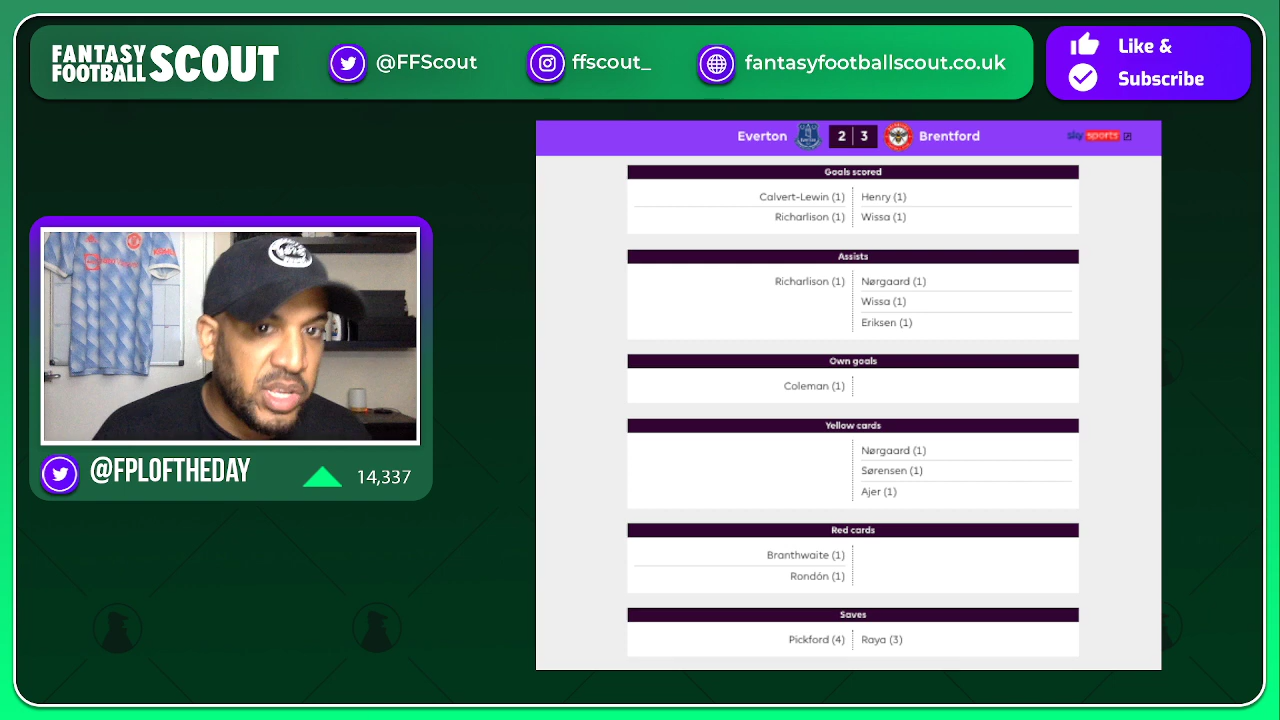 FANTASY
FOOTBALL SCOUT
@FFScout
ffscout_
fantasyfootballscout.co.uk
Like &
Subscribe
Everton 2 3 Brentford
sky sports
Goals scored
Calvert-Lewin (1) Henry (1)
Richarlison (1) Wissa (1)
Assists
Richarlison (1) Nørgaard (1)
Wissa (1)
Eriksen (1)
Own goals
Coleman (1)
Yellow cards
Nørgaard (1)
Sørensen (1)
Ajer (1)
Red cards
Branthwaite (1)
Rondón (1)
Saves
Pickford (4) Raya (3)
@FPLOFTHEDAY
14,337